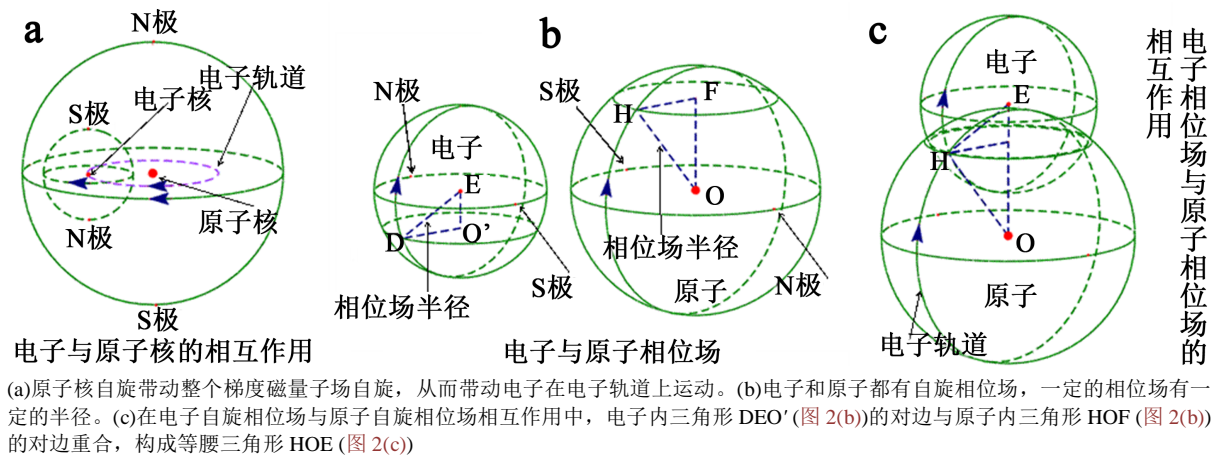 a
N极
电子轨道
电子核
S极
原子核
N极
S极
电子与原子核的相互作用
b
N极
电子
E
D
O'
S极
相位场半径
S极
F
H
O
相位场半径
原子
N极
电子与原子相位场
c
电子
E
H
O
原子
电子轨道
电子相位场与原子相位场的
相互作用
(a)原子核自旋带动整个梯度磁量子场自旋，从而带动电子在电子轨道上运动。(b)电子和原子都有自旋相位场，一定的相位场有一
定的半径。(c)在电子自旋相位场与原子自旋相位场相互作用中，电子内三角形 DEO′ (图 2(b))的对边与原子内三角形 HOF (图 2(b))
的对边重合，构成等腰三角形 HOE (图 2(c))